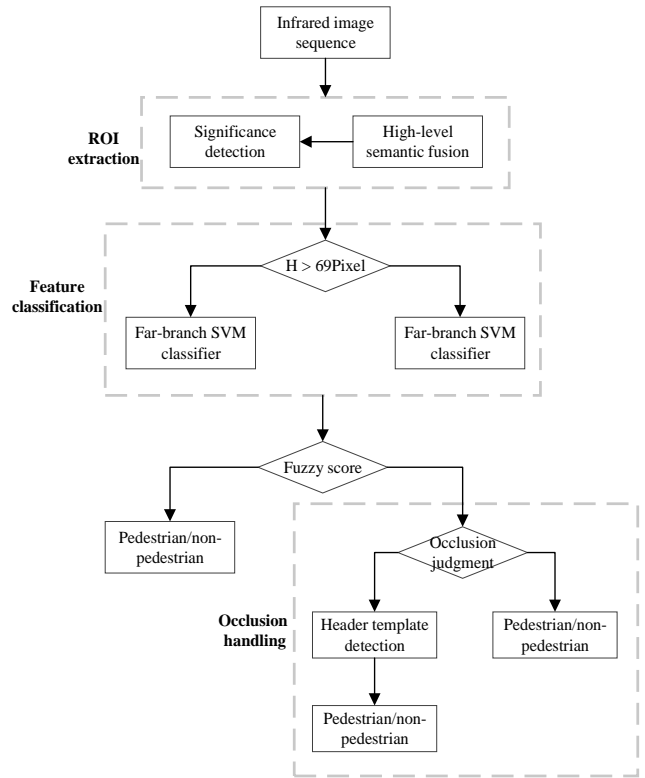 Infrared image
sequence
ROI
extraction
Significance
detection
High-level
semantic fusion
Feature
classification
H > 69Pixel
Far-branch SVM
classifier
Far-branch SVM
classifier
Fuzzy score
Pedestrian/non-
pedestrian
Occlusion
judgment
Occlusion
handling
Header template
detection
Pedestrian/non-
pedestrian
Pedestrian/non-
pedestrian